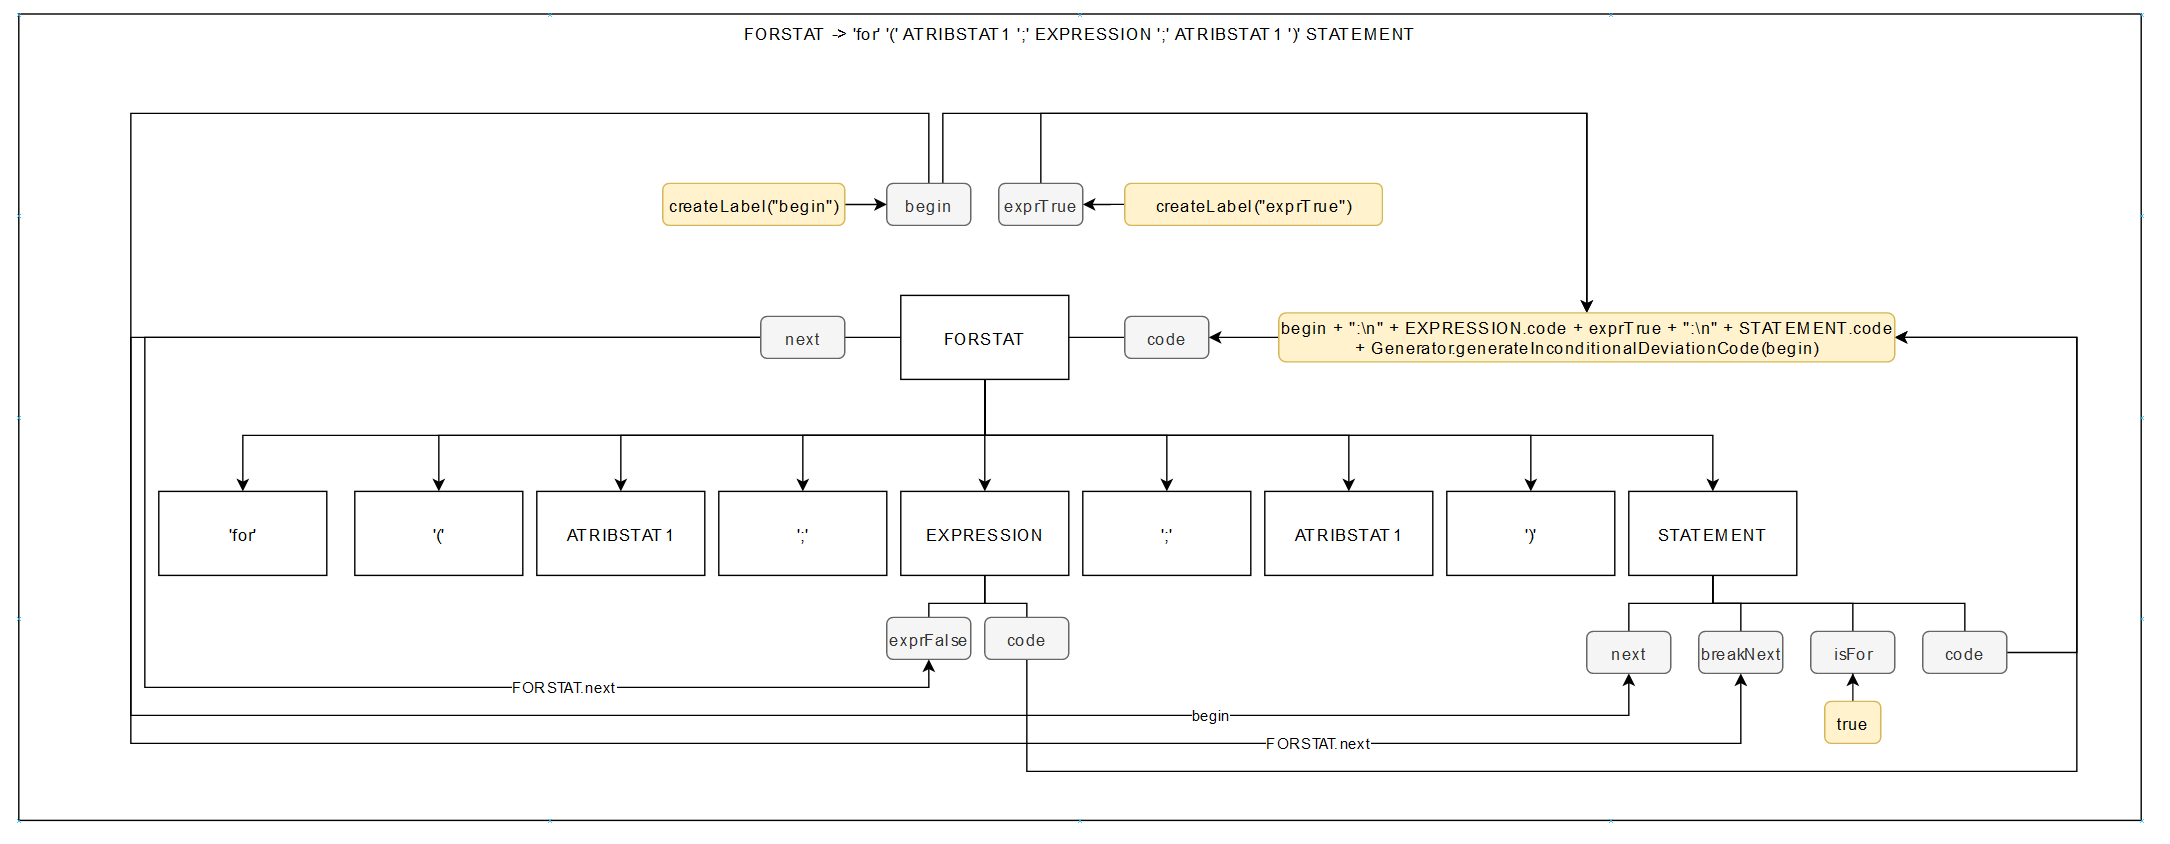 FORSTAT -> 'for' '(' ATRIBSTAT1 ';' EXPRESSION ';' ATRIBSTAT1 ')' STATEMENT
createLabel("begin")
begin
exprTrue
createLabel("exprTrue")
next
FORSTAT
code
begin + ":\n" + EXPRESSION.code + exprTrue + ":\n" + STATEMENT.code
+ Generator.generateInconditionalDeviationCode(begin)
'for'
'('
ATRIBSTAT1
';'
EXPRESSION
';'
ATRIBSTAT1
')'
STATEMENT
exprFalse
code
next
breakNext
isFor
code
FORSTAT.next
begin
true
FORSTAT.next